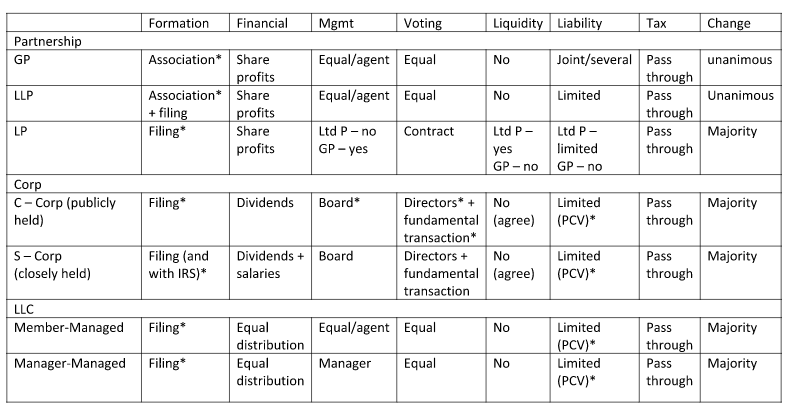 Formation Financial Mgmt Voting Liquidity Liability Tax Change
Partnership
GP Association* Share profits Equal/agent Equal No Joint/several Pass through unanimous
LLP Association* + filing Share profits Equal/agent Equal No Limited Pass through Unanimous
LP Filing* Share profits Ltd P – no GP – yes Contract Ltd P – yes GP – no Ltd P – limited GP – no Pass through Majority
Corp
C – Corp (publicly held) Filing* Dividends Board* Directors* + fundamental transaction* No (agree) Limited (PCV)* Pass through Majority
S – Corp (closely held) Filing (and with IRS)* Dividends + salaries Board Directors + fundamental transaction No (agree) Limited (PCV)* Pass through Majority
LLC
Member-Managed Filing* Equal distribution Equal/agent Equal No Limited (PCV)* Pass through Majority
Manager-Managed Filing* Equal distribution Manager Equal No Limited (PCV)* Pass through Majority